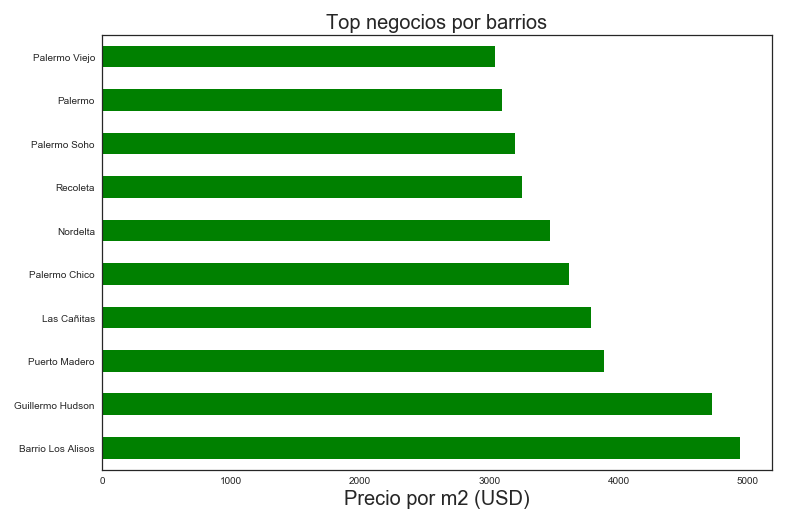 Top negocios por barrios
Palermo Viejo
Palermo
Palermo Soho
Recoleta
Nordelta
Palermo Chico
Las Cañitas
Puerto Madero
Guillermo Hudson
Barrio Los Alisos
0 1000 2000 3000 4000 5000
Precio por m2 (USD)